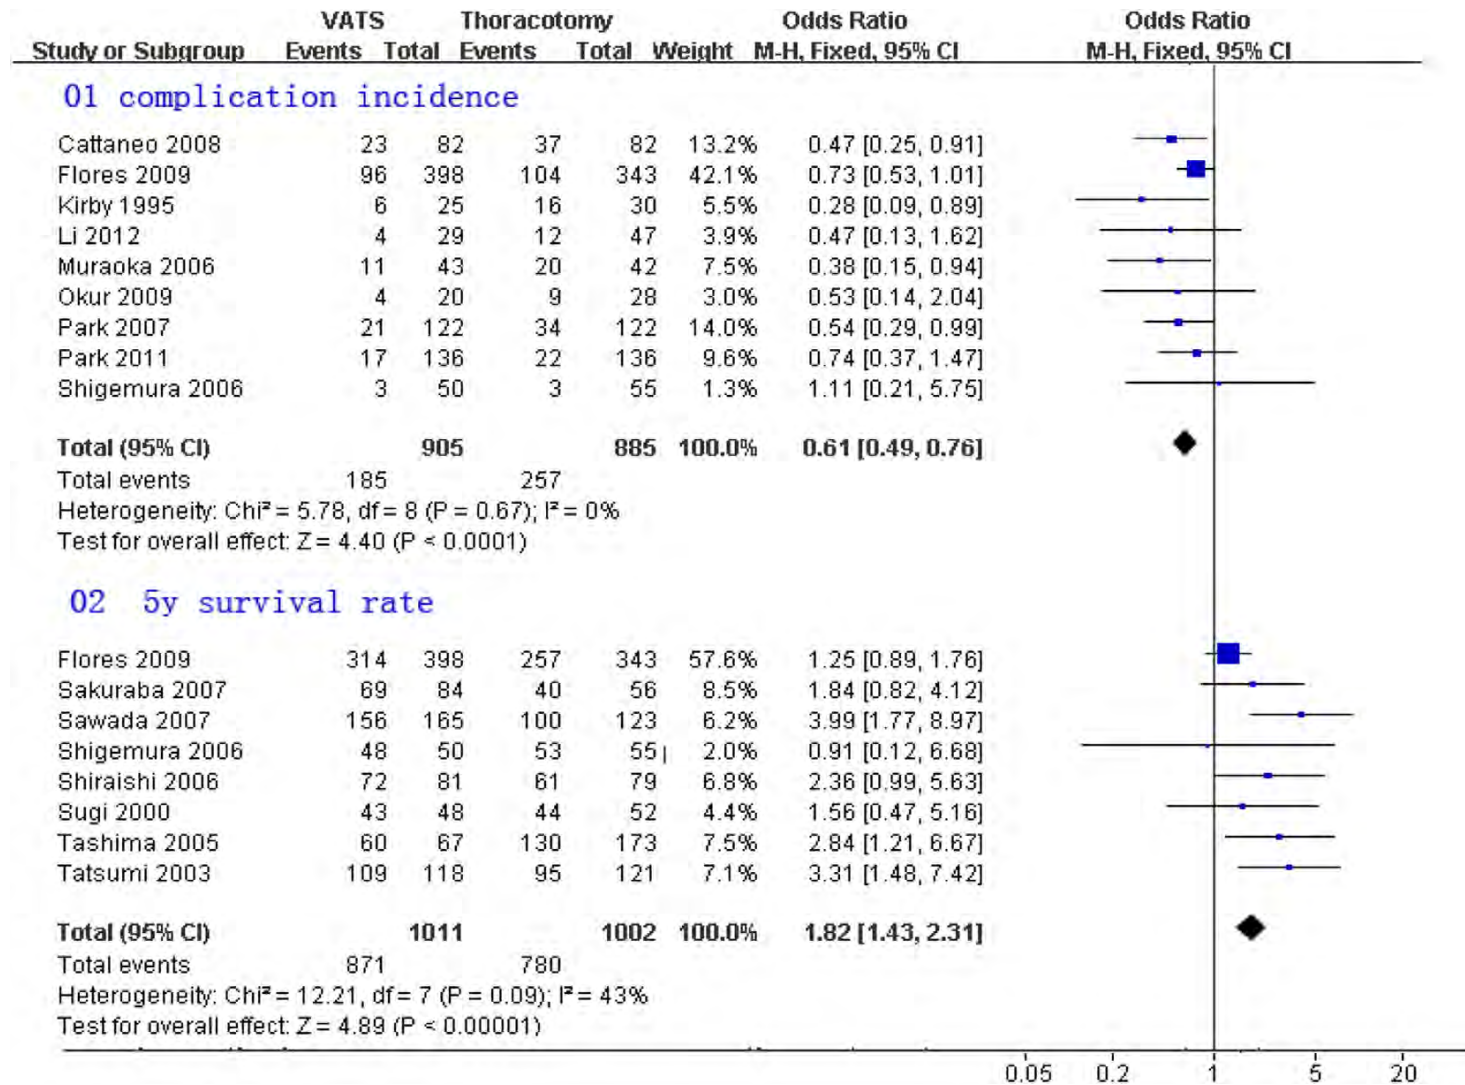 VATS Thoracotomy Odds Ratio Odds Ratio
Study or Subgroup Events Total Events Total Weight M-H, Fixed, 95% CI M-H, Fixed, 95% CI
01 complication incidence
Cattaneo 2008 23 82 37 82 13.2% 0.47 [0.25, 0.91]
Flores 2009 96 398 104 343 42.1% 0.73 [0.53, 1.01]
Kirby 1995 6 25 16 30 5.5% 0.28 [0.09, 0.89]
Li 2012 4 29 12 47 3.9% 0.47 [0.13, 1.62]
Muraoka 2006 11 43 20 42 7.5% 0.38 [0.15, 0.94]
Okur 2009 4 20 9 28 3.0% 0.53 [0.14, 2.04]
Park 2007 21 122 34 122 14.0% 0.54 [0.29, 0.99]
Park 2011 17 136 22 136 9.6% 0.74 [0.37, 1.47]
Shigemura 2006 3 50 3 55 1.3% 1.11 [0.21, 5.75]
Total (95% CI) 905 885 100.0% 0.61 [0.49, 0.76]
Total events 185 257
Heterogeneity: Chi² = 5.78, df = 8 (P = 0.67); I² = 0%
Test for overall effect: Z = 4.40 (P < 0.0001)
02 5y survival rate
Flores 2009 314 398 257 343 57.6% 1.25 [0.89, 1.76]
Sakuraba 2007 69 84 40 56 8.5% 1.84 [0.82, 4.12]
Sawada 2007 156 165 100 123 6.2% 3.99 [1.77, 8.97]
Shigemura 2006 48 50 53 55 2.0% 0.91 [0.12, 6.68]
Shiraishi 2006 72 81 61 79 6.8% 2.36 [0.99, 5.63]
Sugi 2000 43 48 44 52 4.4% 1.56 [0.47, 5.16]
Tashima 2005 60 67 130 173 7.5% 2.84 [1.21, 6.67]
Tatsumi 2003 109 118 95 121 7.1% 3.31 [1.48, 7.42]
Total (95% CI) 1011 1002 100.0% 1.82 [1.43, 2.31]
Total events 871 780
Heterogeneity: Chi² = 12.21, df = 7 (P = 0.09); I² = 43%
Test for overall effect: Z = 4.89 (P < 0.00001)
0.05 0.2 1 5 20